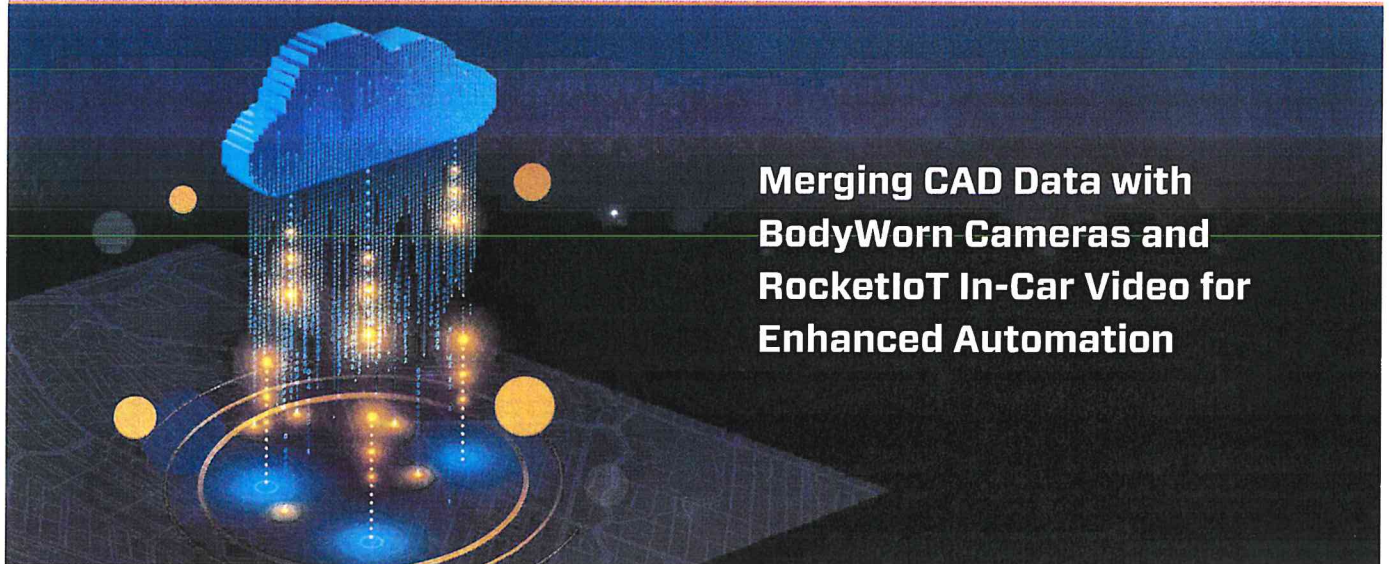 Merging CAD Data with
BodyWorn Cameras and
RocketIoT In-Car Video for
Enhanced Automation